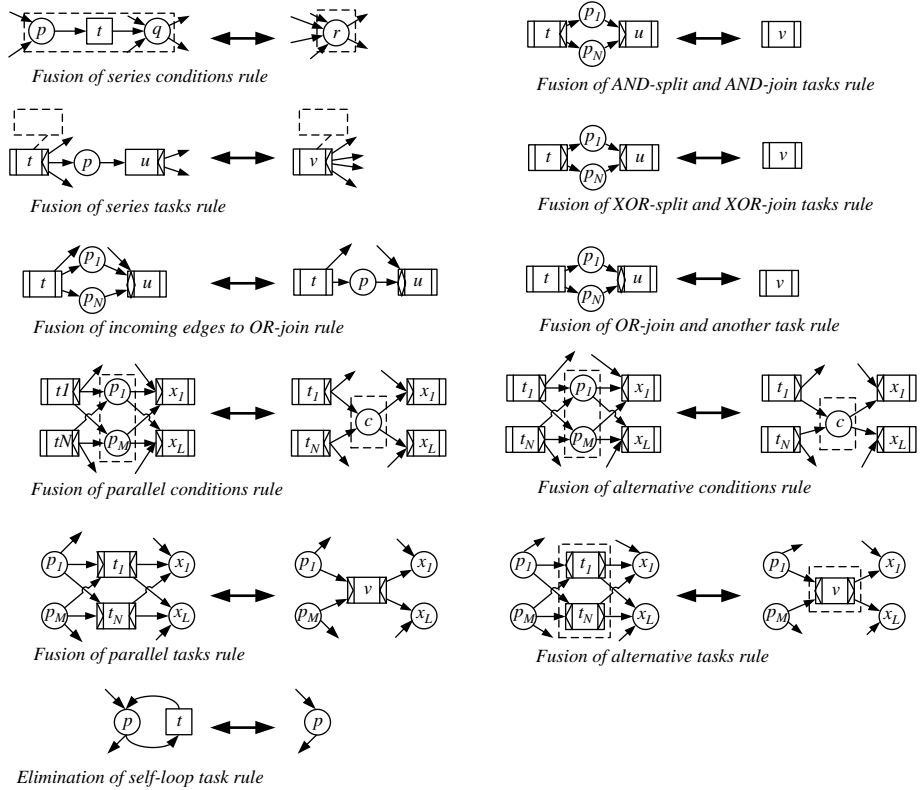 p t q r
Fusion of series conditions rule
t p1 pN u v
Fusion of AND-split and AND-join tasks rule
t p u v
Fusion of series tasks rule
t p1 pN u v
Fusion of XOR-split and XOR-join tasks rule
t p1 pN u t p u
Fusion of incoming edges to OR-join rule
t p1 pN u v
Fusion of OR-join and another task rule
t1 p1 x1 t1 x1
c
tN pM xL tN xL
Fusion of parallel conditions rule
t1 p1 x1 t1 x1
c
tN pM xL tN xL
Fusion of alternative conditions rule
p1 t1 x1 p1 x1
v
pM tN xL pM xL
Fusion of parallel tasks rule
p1 t1 x1 p1 x1
v
pM tN xL pM xL
Fusion of alternative tasks rule
p t p
Elimination of self-loop task rule